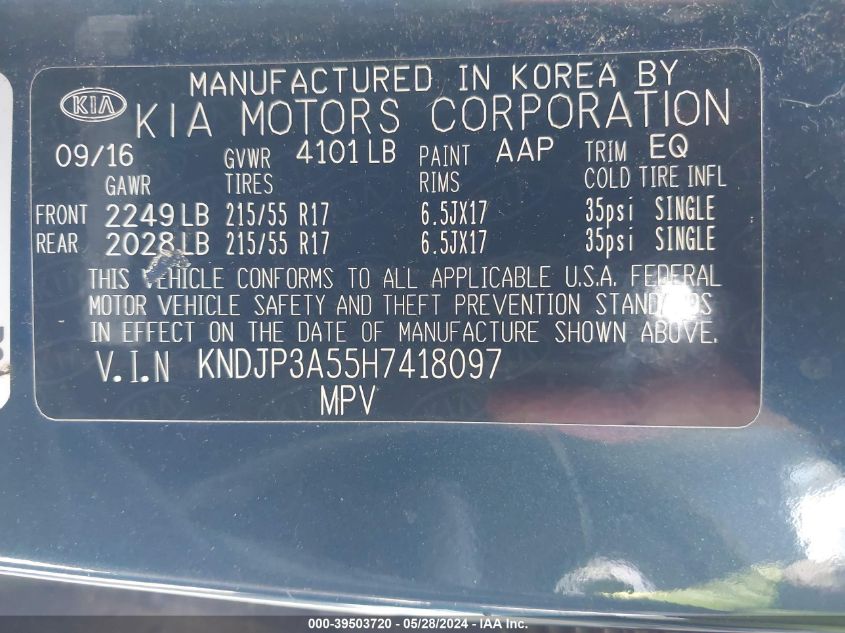 MANUFACTURED IN KOREA BY
KIA KIA MOTORS CORPORATION
09/16 GVWR 4101 LB PAINT AAP TRIM EQ
GAWR TIRES RIMS COLD TIRE INFL
FRONT 2249 LB 215/55 R17 6.5JX17 35psi SINGLE
REAR 2028 LB 215/55 R17 6.5JX17 35psi SINGLE
THIS VEHICLE CONFORMS TO ALL APPLICABLE U.S.A. FEDERAL
MOTOR VEHICLE SAFETY AND THEFT PREVENTION STANDARDS
IN EFFECT ON THE DATE OF MANUFACTURE SHOWN ABOVE.
V.I.N KNDJP3A55H7418097
MPV
000-39503720 - 05/28/2024 - IAA Inc.